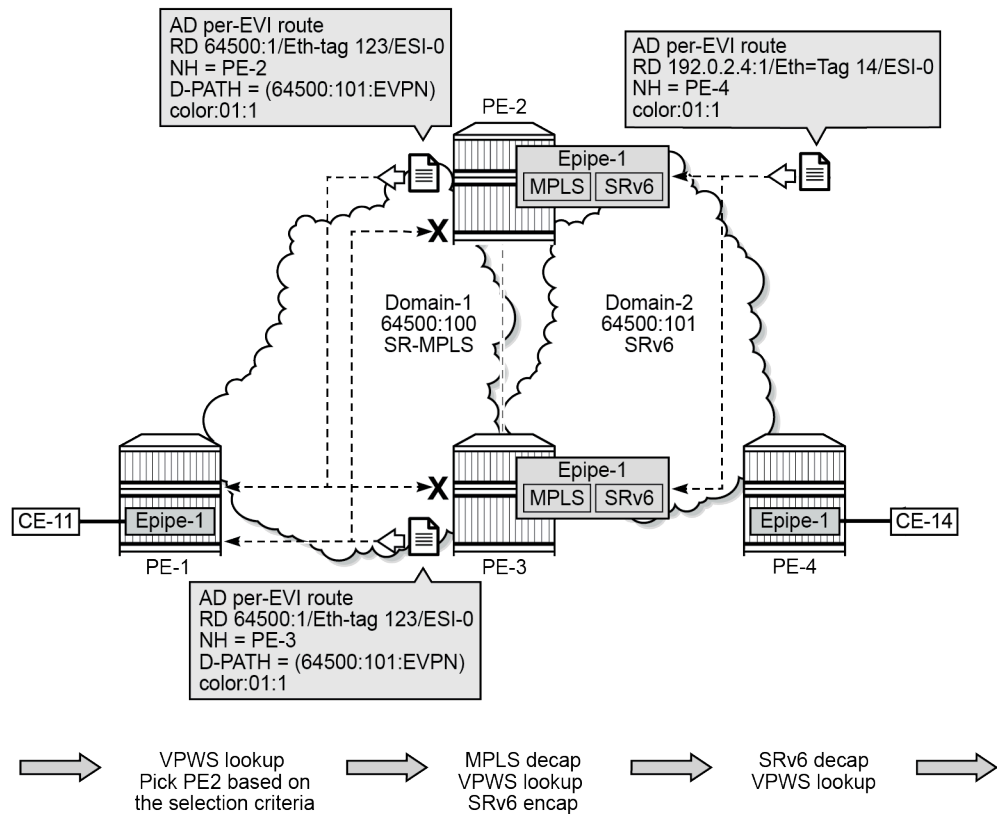 AD per-EVI route
RD 64500:1/Eth-tag 123/ESI-0
NH = PE-2
D-PATH = (64500:101:EVPN)
color:01:1
AD per-EVI route
RD 192.0.2.4:1/Eth=Tag 14/ESI-0
NH = PE-4
color:01:1
PE-2
Epipe-1
MPLS SRv6
X
Domain-1
64500:100
SR-MPLS
Domain-2
64500:101
SRv6
X
Epipe-1
MPLS SRv6
CE-11
Epipe-1
Epipe-1
CE-14
PE-1
PE-3
PE-4
AD per-EVI route
RD 64500:1/Eth-tag 123/ESI-0
NH = PE-3
D-PATH = (64500:101:EVPN)
color:01:1
VPWS lookup
Pick PE2 based on
the selection criteria
MPLS decap
VPWS lookup
SRv6 encap
SRv6 decap
VPWS lookup